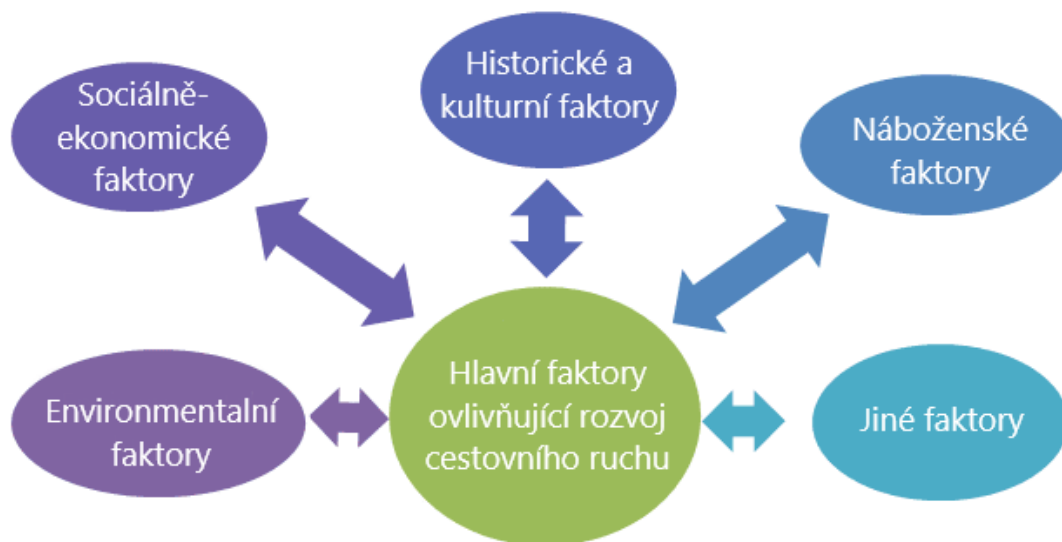 Sociálně-
ekonomické
faktory
Historické a
kulturní faktory
Náboženské
faktory
Environmentalní
faktory
Hlavní faktory
ovlivňující rozvoj
cestovního ruchu
Jiné faktory